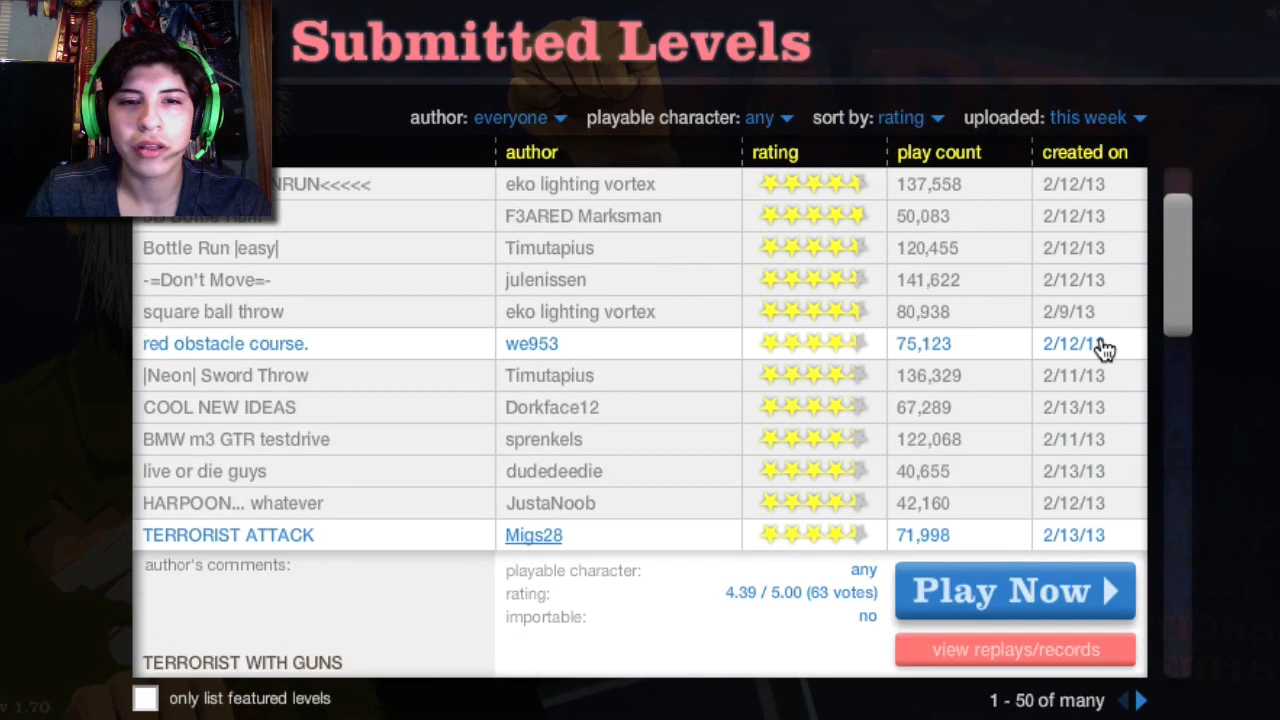 Submitted Levels
author: everyone playable character: any sort by: rating uploaded: this week
author rating play count created on
NRUN<<<<< eko lighting vortex 137,558 2/12/13
F3ARED Marksman 50,083 2/12/13
Bottle Run |easy| Timutapius 120,455 2/12/13
-=Don't Move=- julenissen 141,622 2/12/13
square ball throw eko lighting vortex 80,938 2/9/13
red obstacle course. we953 75,123 2/12/13
|Neon| Sword Throw Timutapius 136,329 2/11/13
COOL NEW IDEAS Dorkface12 67,289 2/13/13
BMW m3 GTR testdrive sprenkels 122,068 2/11/13
live or die guys dudedeedie 40,655 2/13/13
HARPOON... whatever JustaNoob 42,160 2/12/13
TERRORIST ATTACK Migs28 71,998 2/13/13
author's comments:
TERRORIST WITH GUNS
playable character: any
rating: 4.39 / 5.00 (63 votes)
importable: no
Play Now
view replays/records
only list featured levels
1 - 50 of many
v 1.70